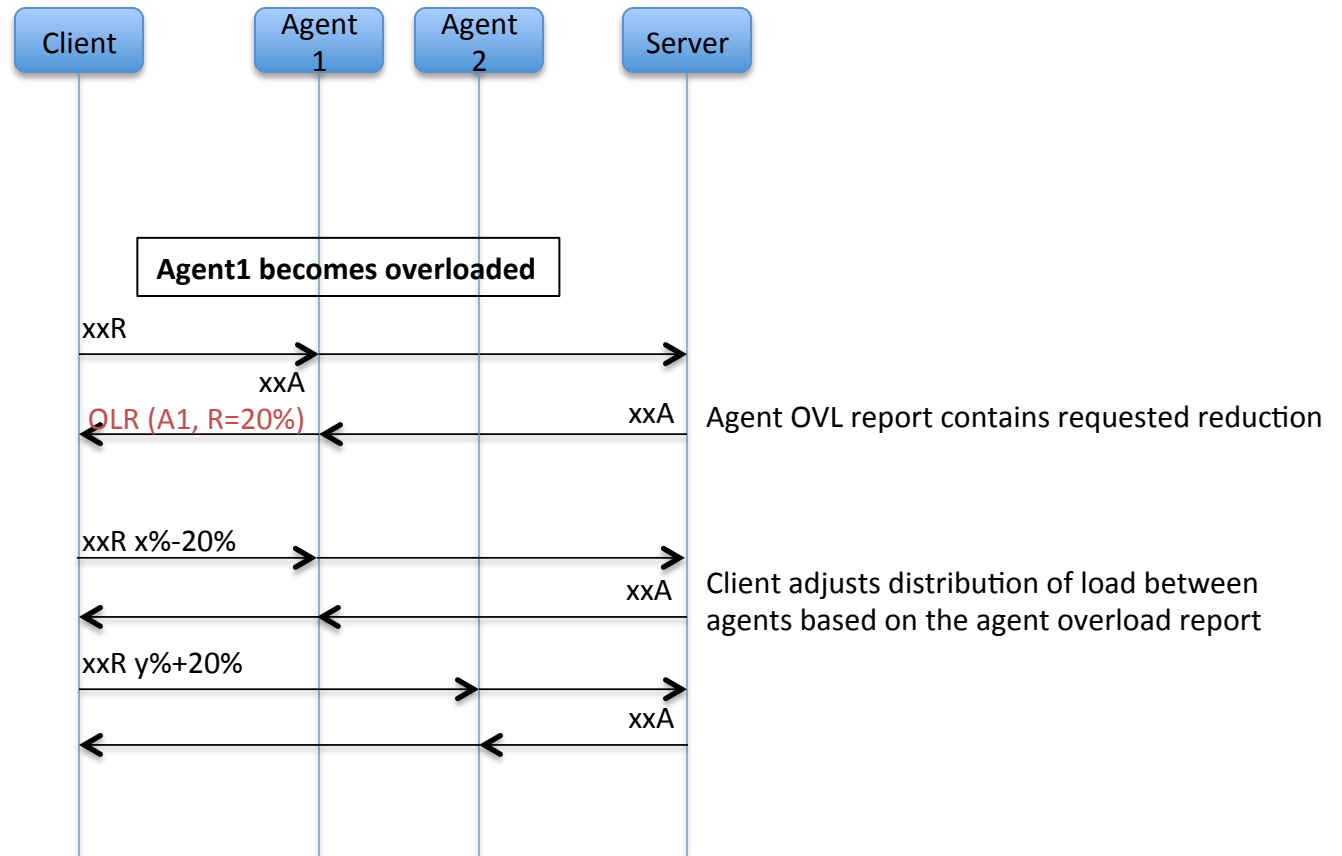 Client
Agent
1
Agent
2
Server
Agent1 becomes overloaded
xxR
xxA
OLR (A1, R=20%)
xxA
Agent OVL report contains requested reduction
xxR x%-20%
xxA
Client adjusts distribution of load between
agents based on the agent overload report
xxR y%+20%
xxA